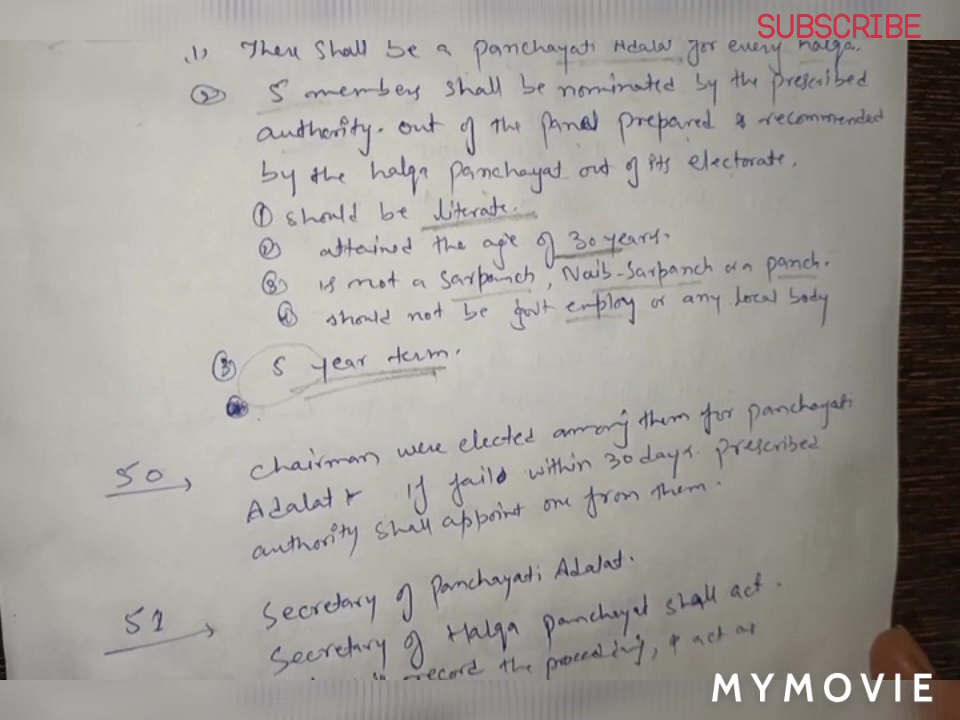 SUBSCRIBE
(1) There shall be a panchayati Adalat for every halqa.
(2) 5 members shall be nominated by the prescribed
authority. out of the panel prepared & recommended
by the halqa panchayat out of its electorate.
(1) should be literate.
(2) attained the age of 30 years.
(3) is not a Sarpanch, Naib-Sarpanch or a panch.
(4) should not be govt employ or any local body
(3) 5 year term.
50 → Chairman were elected among them for panchayati
Adalat & If fails within 30 days. prescribed
authority shall appoint one from them.
51 → Secretary of Panchayati Adalat.
Secretary of Halqa panchayat shall act.
record the proceeding, & act as
MYMOVIE